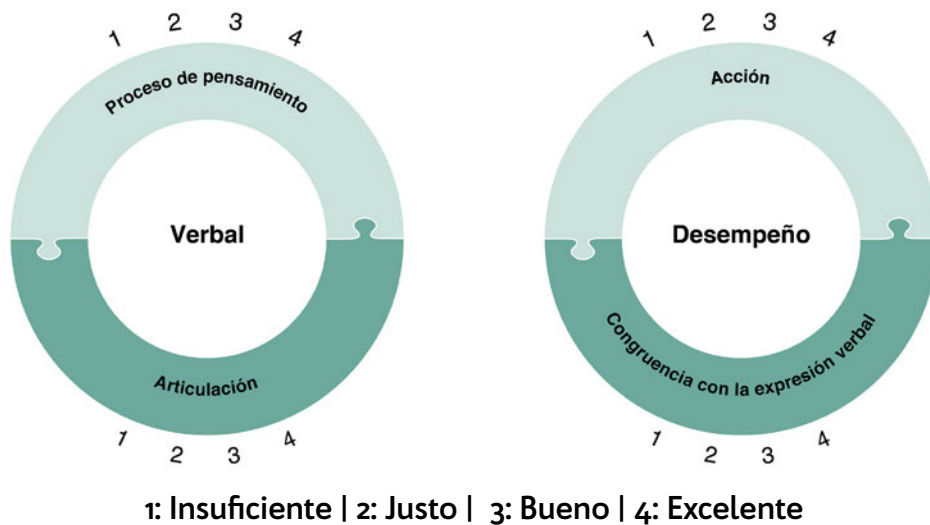 1 2 3 4
Proceso de pensamiento
Verbal
Articulación
1 2 3 4
1 2 3 4
Acción
Desempeño
Congruencia con la expresión verbal
1 2 3 4
1: Insuficiente | 2: Justo | 3: Bueno | 4: Excelente